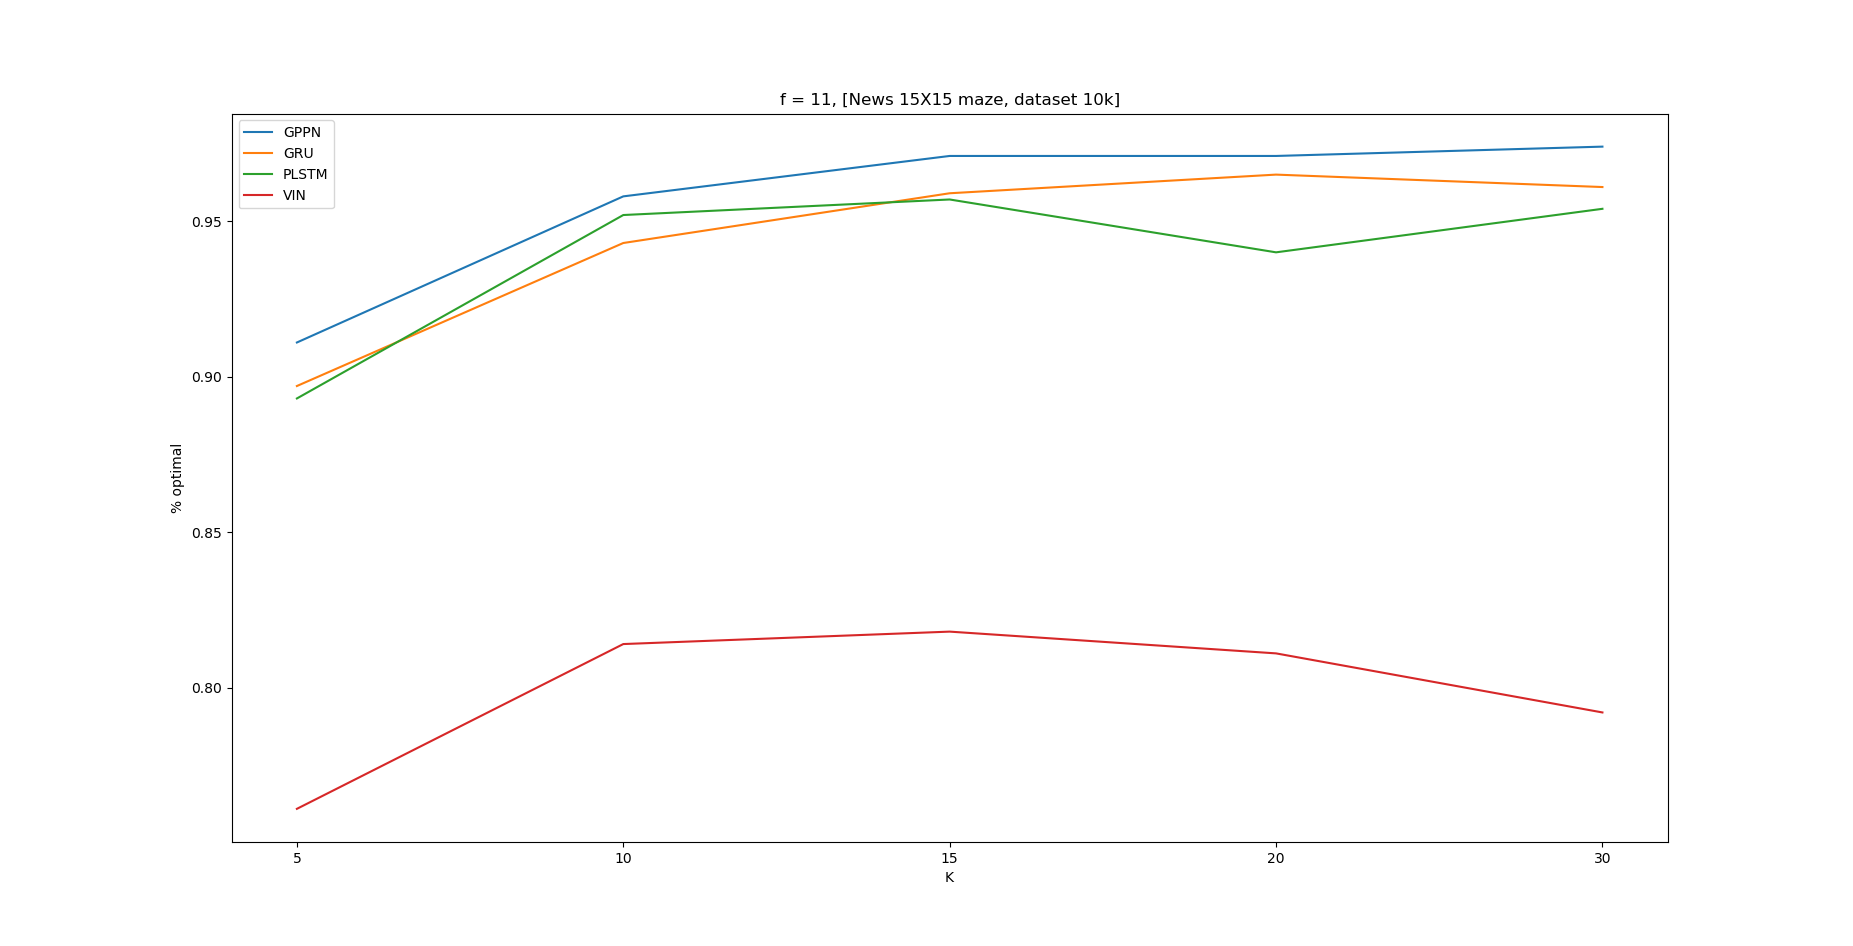 f = 11, [News 15X15 maze, dataset 10k]
GPPN
GRU
PLSTM
VIN
0.95
0.90
0.85
0.80
% optimal
5 10 15 20 30
K